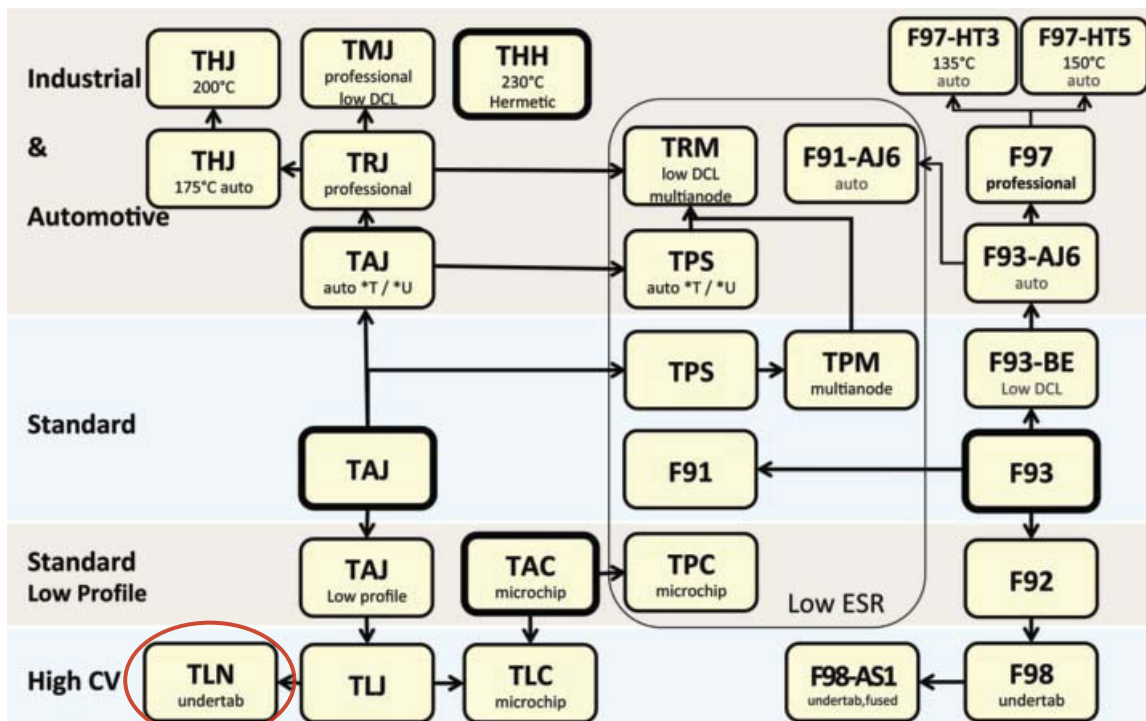 Industrial
&
Automotive
THJ
200°C
TMJ
professional
low DCL
THH
230°C
Hermetic
F97-HT3
135°C
auto
F97-HT5
150°C
auto
THJ
175°C auto
TRJ
professional
TRM
low DCL
multianode
F91-AJ6
auto
F97
professional
TAJ
auto *T / *U
TPS
auto *T / *U
F93-AJ6
auto
Standard
TPS
TPM
multianode
F93-BE
Low DCL
TAJ
F91
F93
Standard
Low Profile
TAJ
Low profile
TAC
microchip
TPC
microchip
Low ESR
F92
High CV
TLN
undertab
TLJ
TLC
microchip
F98-AS1
undertab,fused
F98
undertab